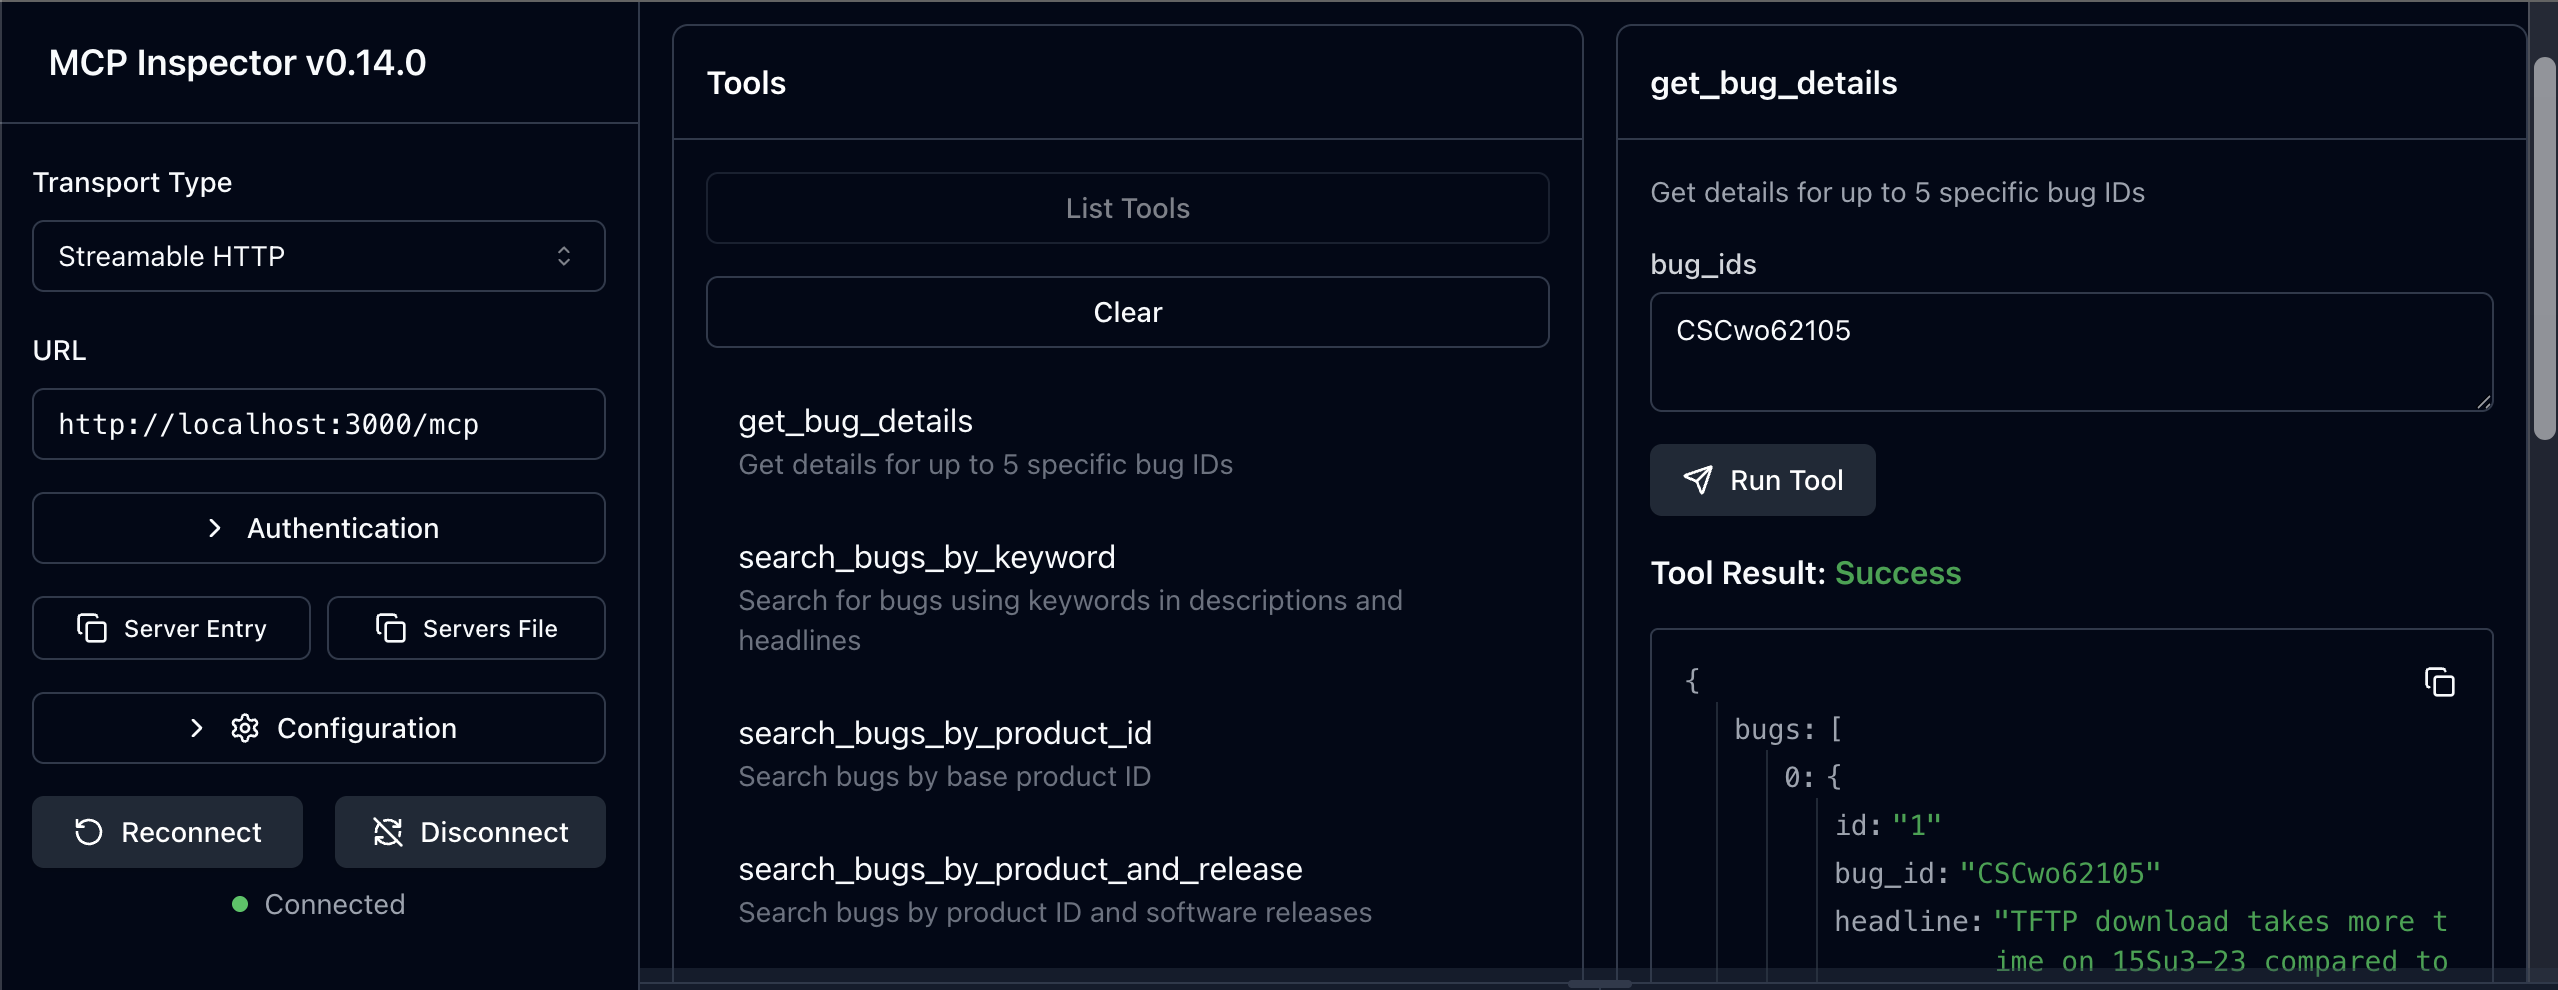 MCP Inspector v0.14.0
Transport Type
Streamable HTTP
URL
http://localhost:3000/mcp
Authentication
Server Entry
Servers File
Configuration
Reconnect
Disconnect
Connected
Tools
List Tools
Clear
get_bug_details
Get details for up to 5 specific bug IDs
search_bugs_by_keyword
Search for bugs using keywords in descriptions and
headlines
search_bugs_by_product_id
Search bugs by base product ID
search_bugs_by_product_and_release
Search bugs by product ID and software releases
get_bug_details
Get details for up to 5 specific bug IDs
bug_ids
CSCwo62105
Run Tool
Tool Result: Success
{
bugs: [
0: {
id: "1"
bug_id: "CSCwo62105"
headline: "TFTP download takes more t
ime on 15Su3-23 compared to